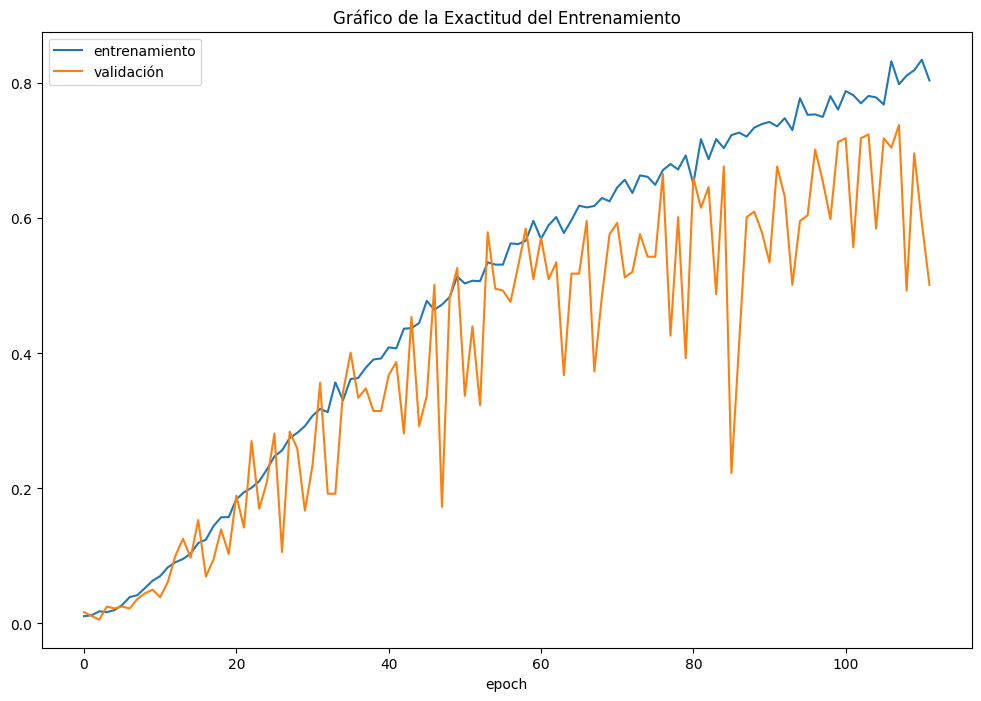 Gráfico de la Exactitud del Entrenamiento
entrenamiento
validación
0.8
0.6
0.4
0.2
0.0
0 20 40 60 80 100
epoch